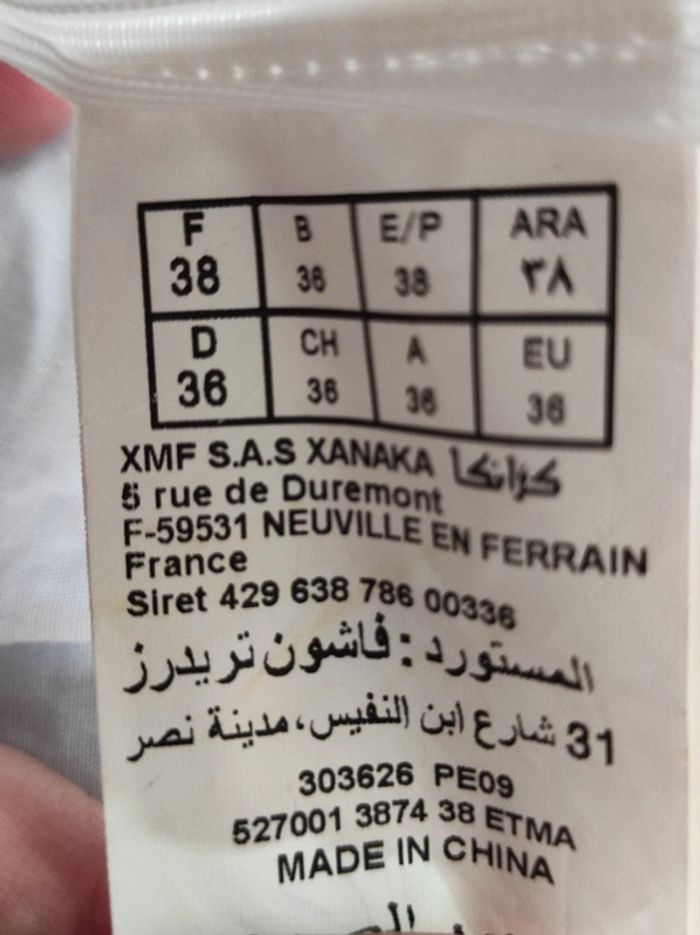 F B E/P ARA
38 36 38 ٣٨
D CH A EU
36 36 36 36
XMF S.A.S XANAKA كزانكا
5 rue de Duremont
F-59531 NEUVILLE EN FERRAIN
France
Siret 429 638 786 00336
المستورد : فاشون تريدرز
31 شارع ابن النفيس، مدينة نصر
303626 PE09
527001 3874 38 ETMA
MADE IN CHINA